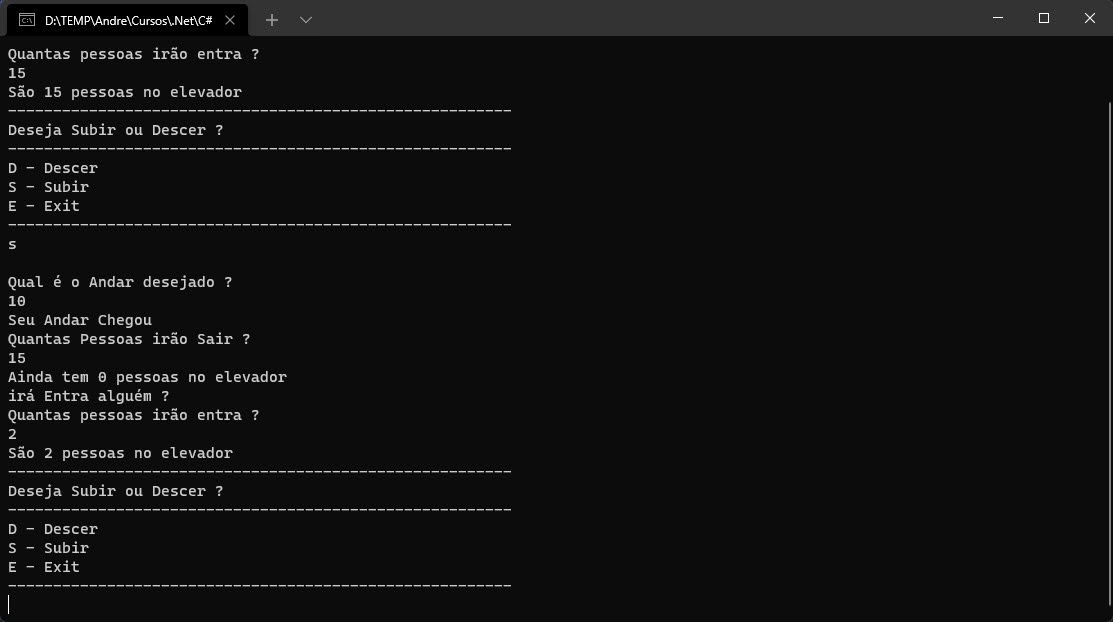 D:\TEMP\Andre\Cursos\.Net\C#
Quantas pessoas irão entra ?
15
São 15 pessoas no elevador
--------------------------------------------------------
Deseja Subir ou Descer ?
--------------------------------------------------------
D - Descer
S - Subir
E - Exit
--------------------------------------------------------
s
Qual é o Andar desejado ?
10
Seu Andar Chegou
Quantas Pessoas irão Sair ?
15
Ainda tem 0 pessoas no elevador
irá Entra alguém ?
Quantas pessoas irão entra ?
2
São 2 pessoas no elevador
--------------------------------------------------------
Deseja Subir ou Descer ?
--------------------------------------------------------
D - Descer
S - Subir
E - Exit
--------------------------------------------------------